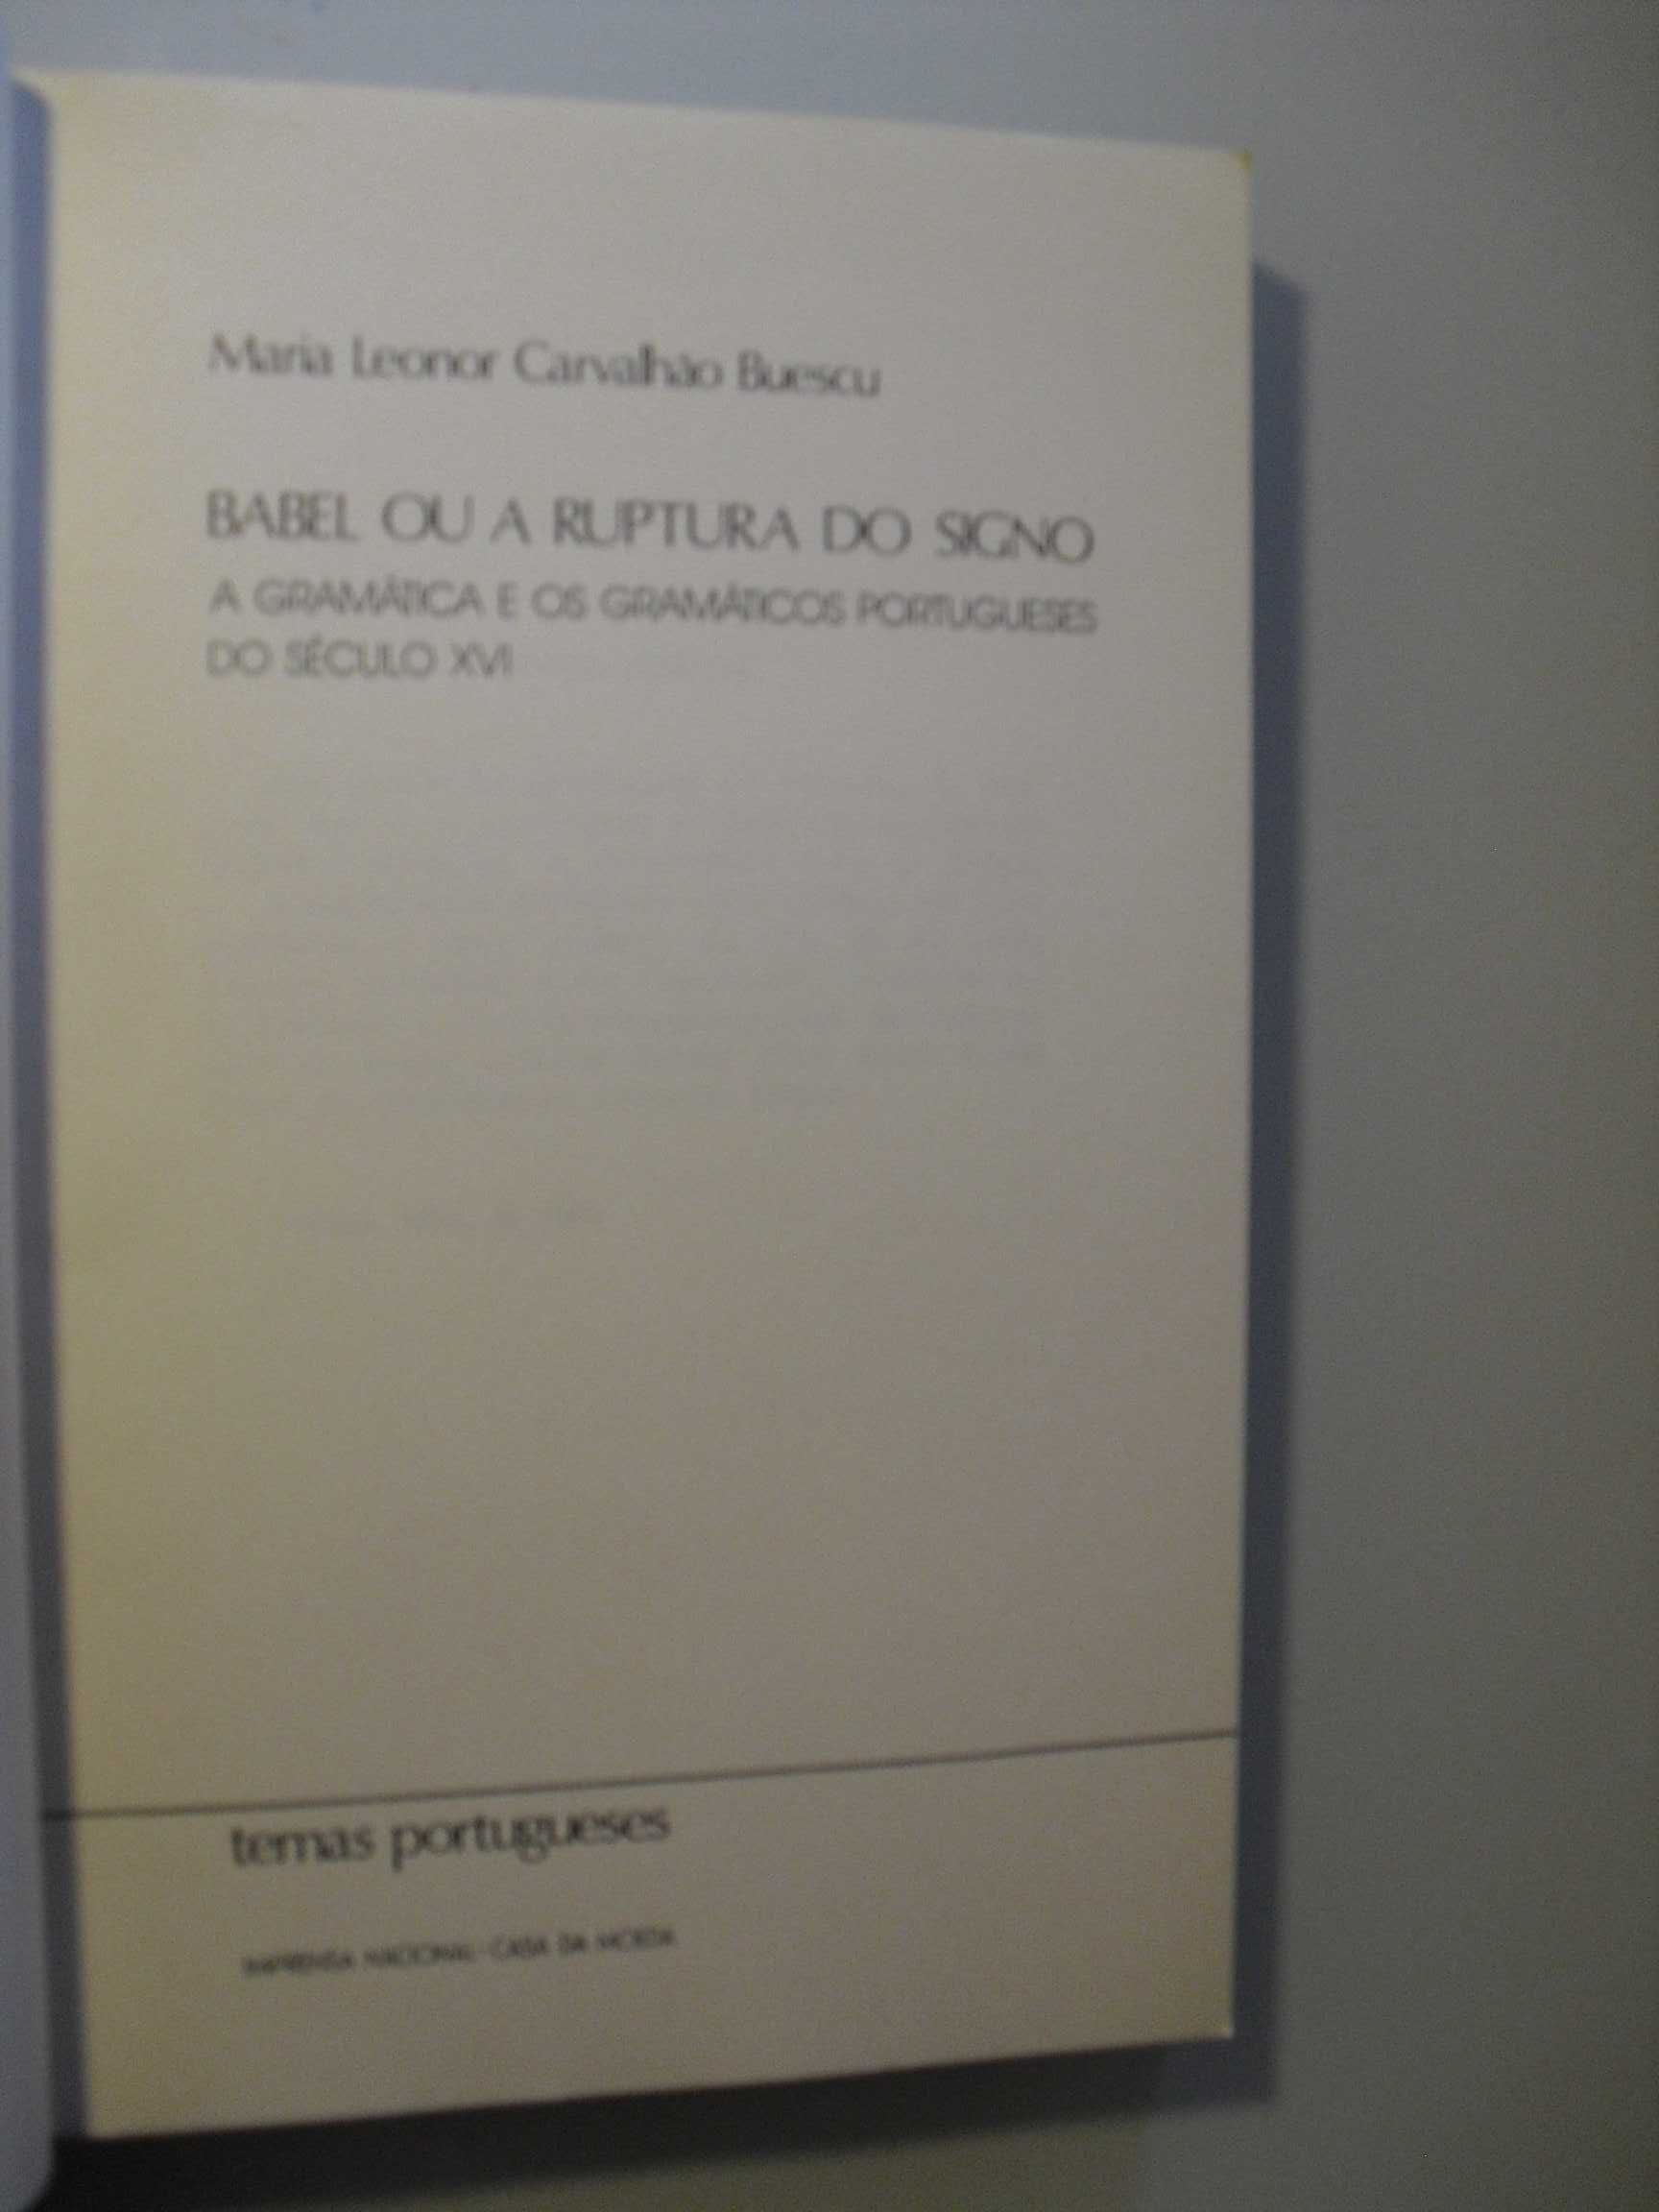 Maria Leonor Carvalhão Buescu
BABEL OU A RUPTURA DO SIGNO
A GRAMÁTICA E OS GRAMÁTICOS PORTUGUESES
DO SÉCULO XVI
temas portugueses
IMPRENSA NACIONAL - CASA DA MOEDA